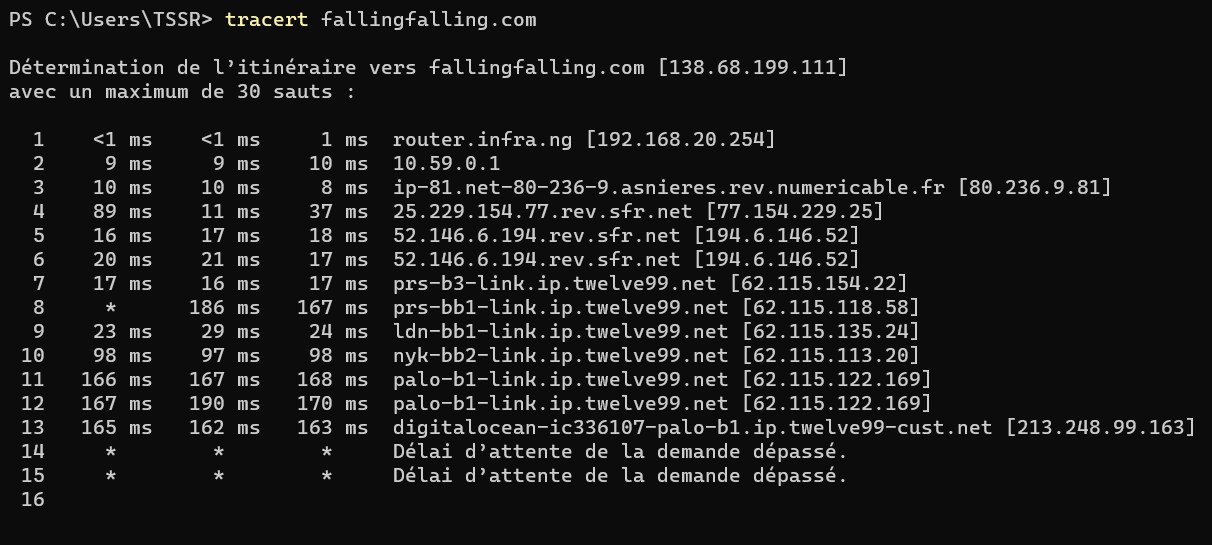 PS C:\Users\TSSR> tracert fallingfalling.com
Détermination de l’itinéraire vers fallingfalling.com [138.68.199.111]
avec un maximum de 30 sauts :
1 <1 ms <1 ms 1 ms router.infra.ng [192.168.20.254]
2 9 ms 9 ms 10 ms 10.59.0.1
3 10 ms 10 ms 8 ms ip-81.net-80-236-9.asnieres.rev.numericable.fr [80.236.9.81]
4 89 ms 11 ms 37 ms 25.229.154.77.rev.sfr.net [77.154.229.25]
5 16 ms 17 ms 18 ms 52.146.6.194.rev.sfr.net [194.6.146.52]
6 20 ms 21 ms 17 ms 52.146.6.194.rev.sfr.net [194.6.146.52]
7 17 ms 16 ms 17 ms prs-b3-link.ip.twelve99.net [62.115.154.22]
8 * 186 ms 167 ms prs-bb1-link.ip.twelve99.net [62.115.118.58]
9 23 ms 29 ms 24 ms ldn-bb1-link.ip.twelve99.net [62.115.135.24]
10 98 ms 97 ms 98 ms nyk-bb2-link.ip.twelve99.net [62.115.113.20]
11 166 ms 167 ms 168 ms palo-b1-link.ip.twelve99.net [62.115.122.169]
12 167 ms 190 ms 170 ms palo-b1-link.ip.twelve99.net [62.115.122.169]
13 165 ms 162 ms 163 ms digitalocean-ic336107-palo-b1.ip.twelve99-cust.net [213.248.99.163]
14 * * * Délai d’attente de la demande dépassé.
15 * * * Délai d’attente de la demande dépassé.
16